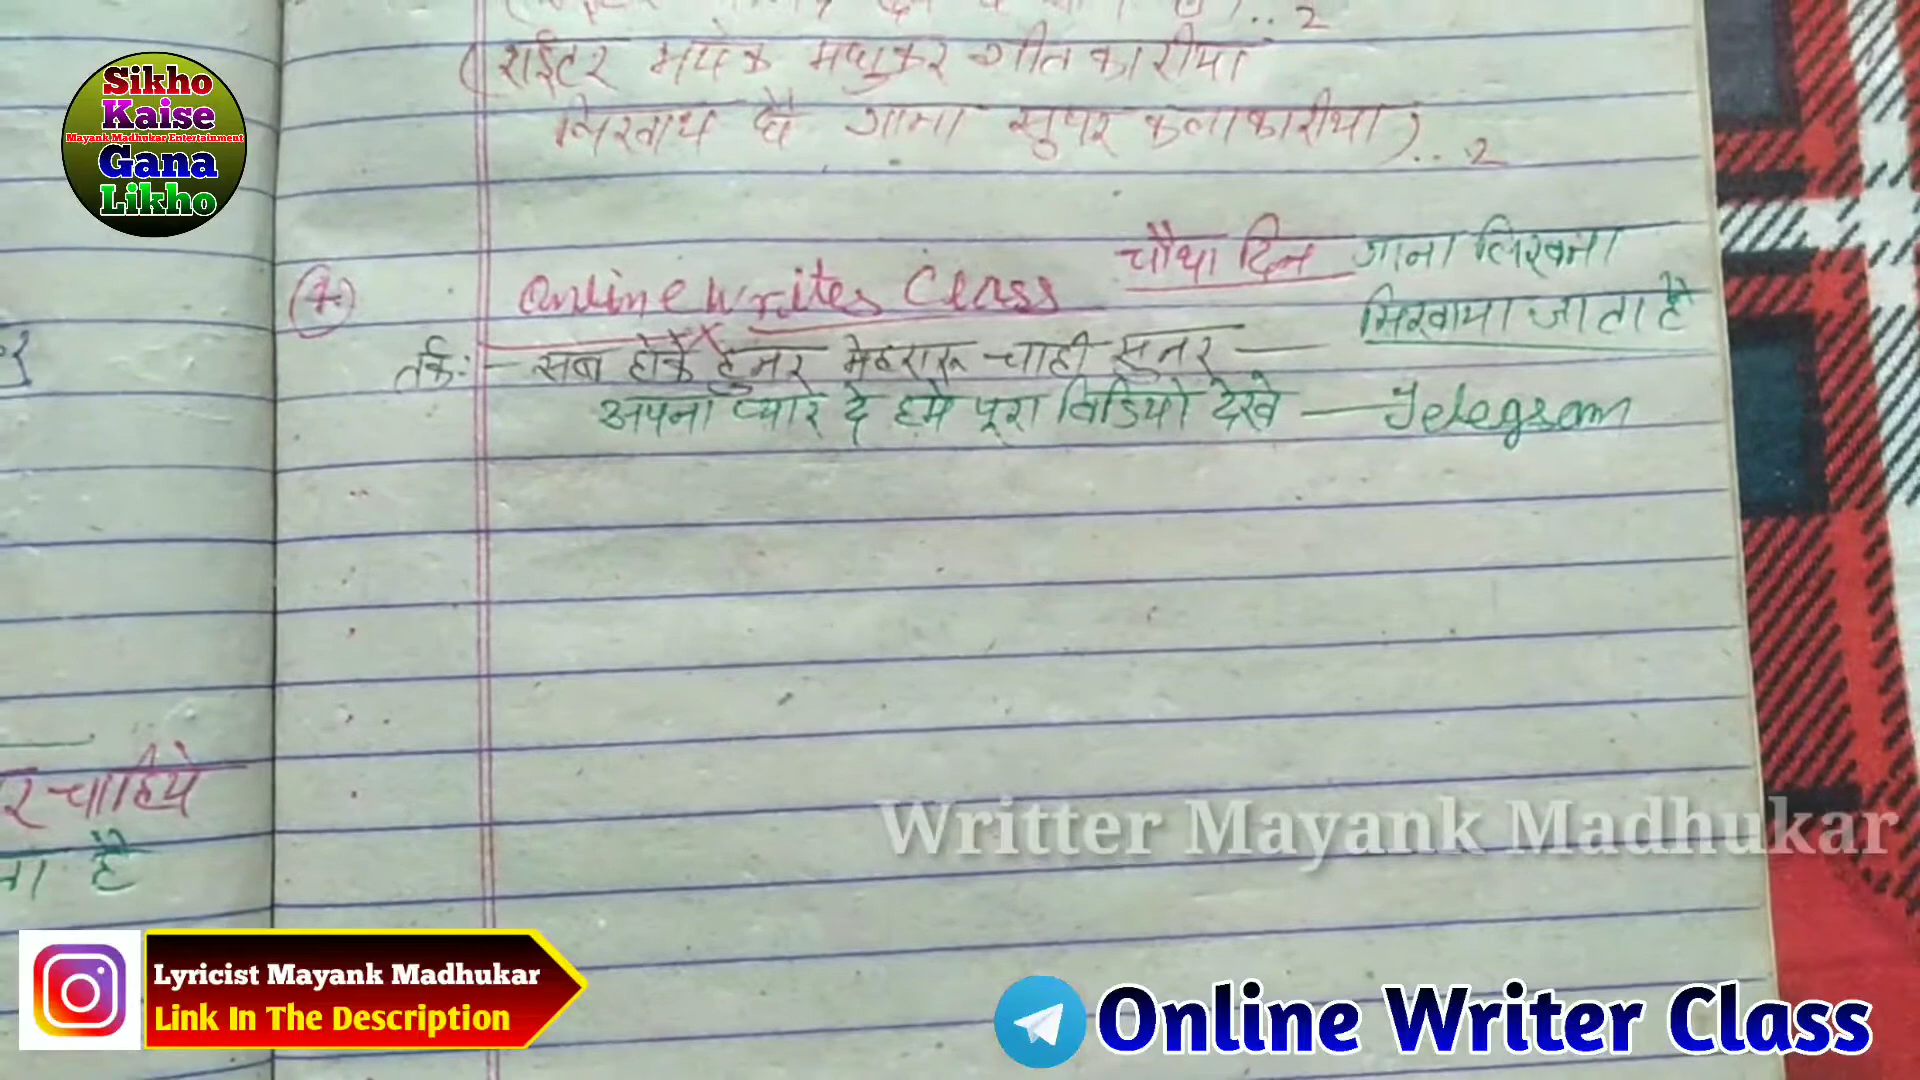 Sikho
Kaise
Mayank Madhukar Entertainment
Gana
Likho
..2
(राईटर मयंक मधुकर गीतकारीया
लिखाय है गाना सुपर कलाकारीया)..2
Online writes Class
चौथा दिन
गाना लिखना
सिखाया जाता है
तर्क:- सब होके हुनर मेहरारू चाही सुनर —
अपना प्यार दे हमे पूरा विडियो देखे — Telegram
र चाहिये
ना है
Writter Mayank Madhukar
Lyricist Mayank Madhukar
Link In The Description
Online Writer Class